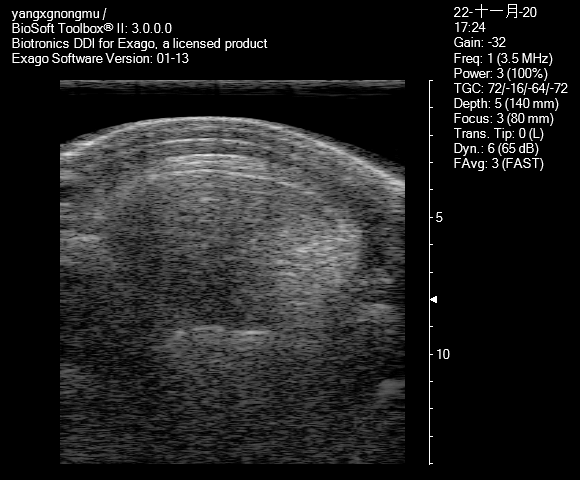 yangxgnongmu /
BioSoft Toolbox® II: 3.0.0.0
Biotronics DDI for Exago, a licensed product
Exago Software Version: 01-13
22-十一月-20
17:24
Gain: -32
Freq: 1 (3.5 MHz)
Power: 3 (100%)
TGC: 72/-16/-64/-72
Depth: 5 (140 mm)
Focus: 3 (80 mm)
Trans. Tip: 0 (L)
Dyn.: 6 (65 dB)
FAvg: 3 (FAST)
5
10